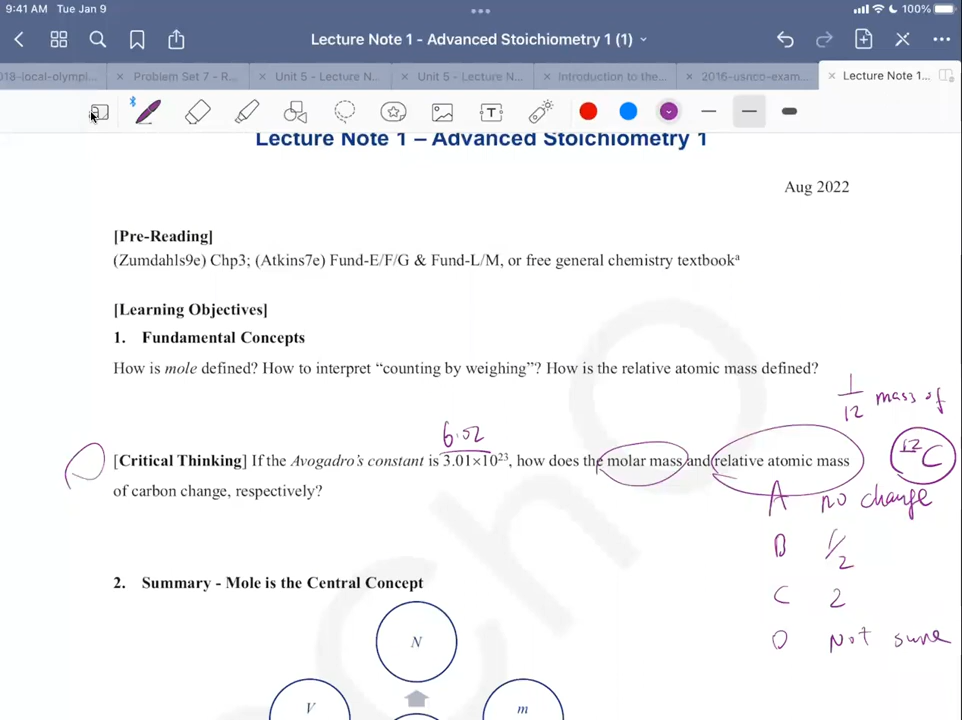 9:41 AM Tue Jan 9
100%
Lecture Note 1 - Advanced Stoichiometry 1 (1)
018-local-olympi...
Problem Set 7 - R...
Unit 5 - Lecture N...
Unit 5 - Lecture N...
Introduction to the...
2016-usnco-exam...
Lecture Note 1...
T
Lecture Note 1 – Advanced Stoichiometry 1
Aug 2022
[Pre-Reading]
(Zumdahls9e) Chp3; (Atkins7e) Fund-E/F/G & Fund-L/M, or free general chemistry textbookᵃ
[Learning Objectives]
1. Fundamental Concepts
How is mole defined? How to interpret “counting by weighing”? How is the relative atomic mass defined?
1/12 mass of
¹²C
6.02
[Critical Thinking] If the Avogadro's constant is 3.01×10²³, how does the molar mass and relative atomic mass
of carbon change, respectively?
A no change
B 1/2
C 2
D Not sure
2. Summary - Mole is the Central Concept
N
V
m